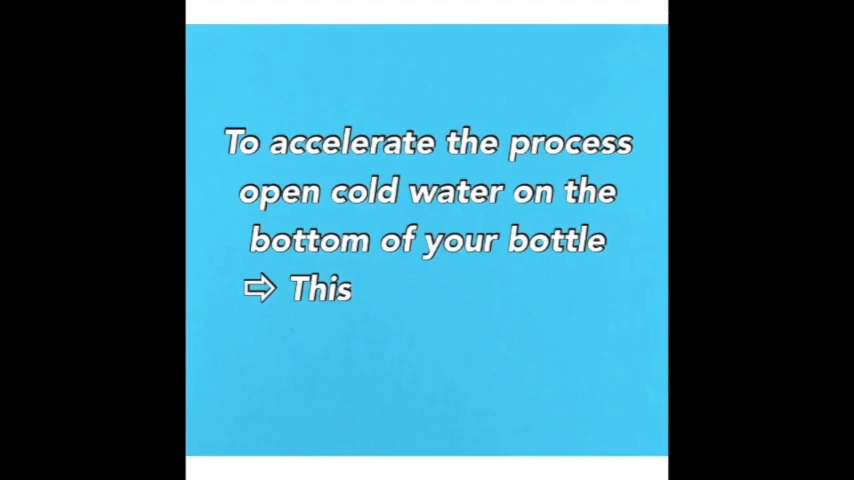 To accelerate the process
open cold water on the
bottom of your bottle
⇨ This